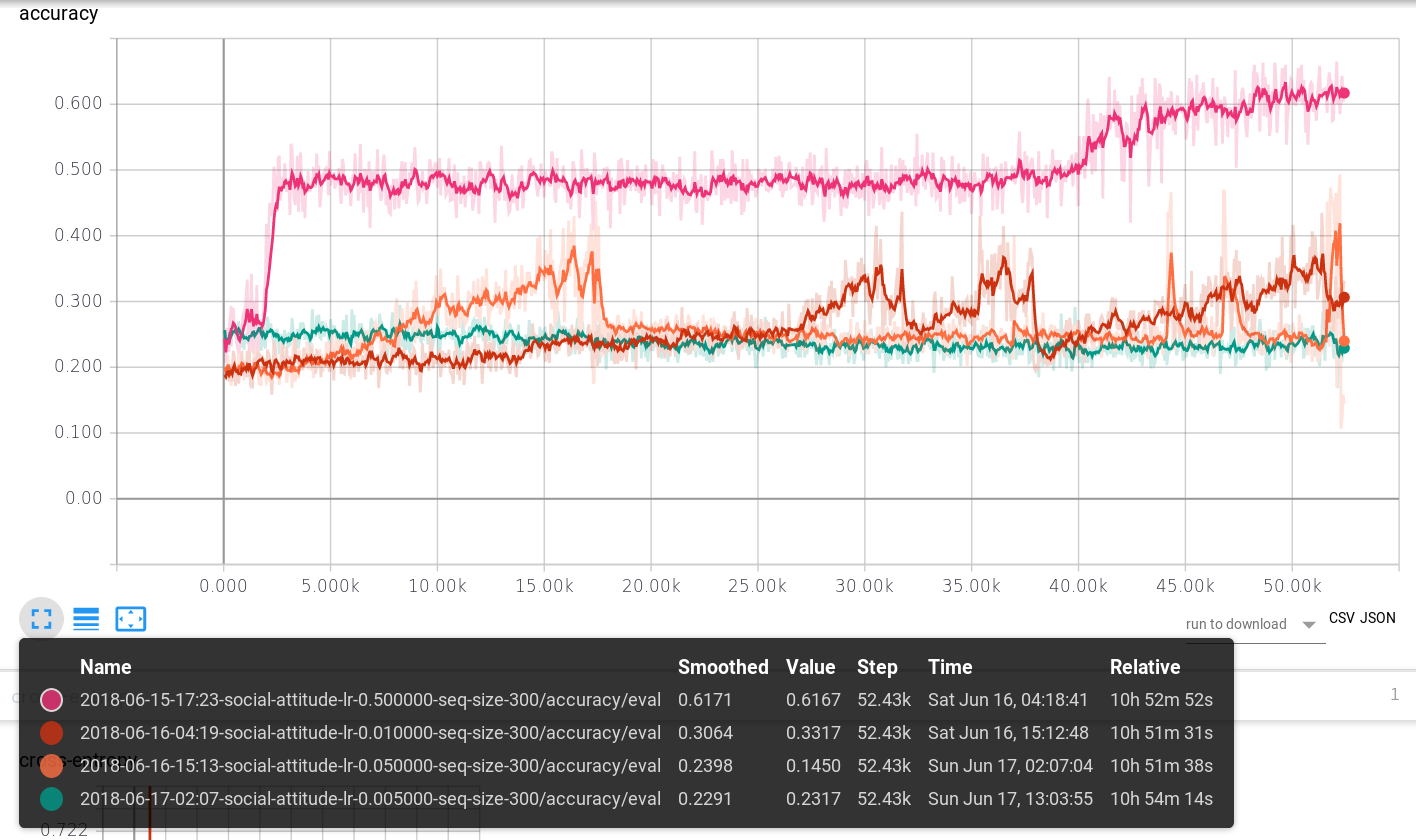 accuracy
0.600
0.500
0.400
0.300
0.200
0.100
0.00
0.000 5.000k 10.00k 15.00k 20.00k 25.00k 30.00k 35.00k 40.00k 45.00k 50.00k
run to download CSV JSON
Name Smoothed Value Step Time Relative
2018-06-15-17:23-social-attitude-lr-0.500000-seq-size-300/accuracy/eval 0.6171 0.6167 52.43k Sat Jun 16, 04:18:41 10h 52m 52s
1
2018-06-16-04:19-social-attitude-lr-0.010000-seq-size-300/accuracy/eval 0.3064 0.3317 52.43k Sat Jun 16, 15:12:48 10h 51m 31s
cross-entropy
2018-06-16-15:13-social-attitude-lr-0.050000-seq-size-300/accuracy/eval 0.2398 0.1450 52.43k Sun Jun 17, 02:07:04 10h 51m 38s
2018-06-17-02:07-social-attitude-lr-0.005000-seq-size-300/accuracy/eval 0.2291 0.2317 52.43k Sun Jun 17, 13:03:55 10h 54m 14s
0.722